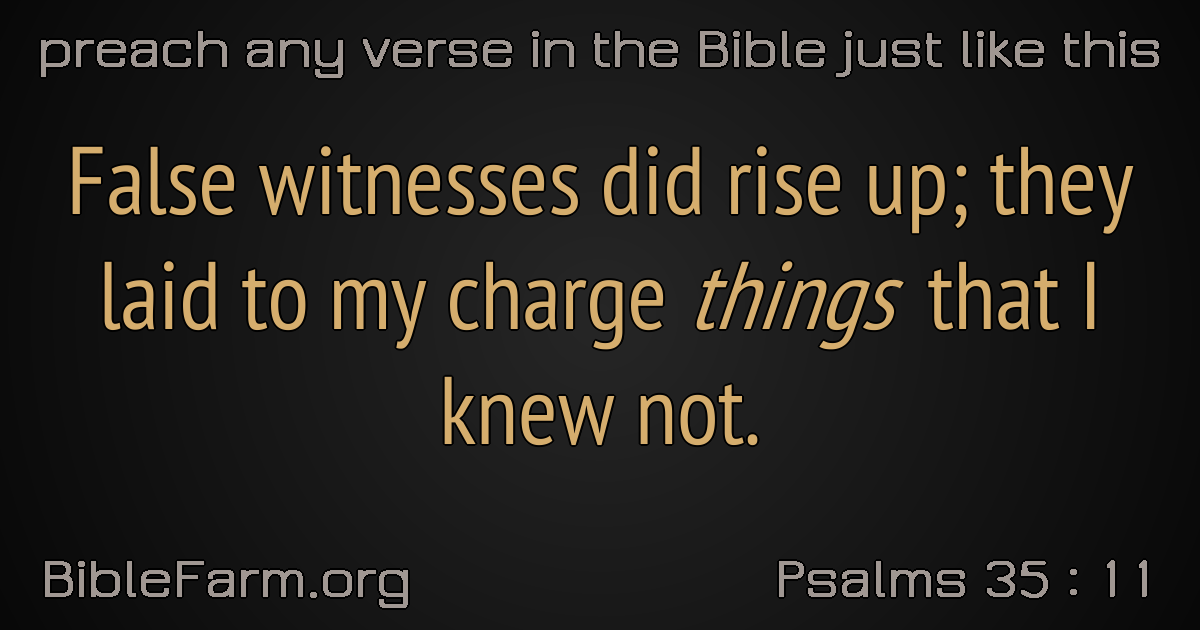 preach any verse in the Bible just like this
False witnesses did rise up; they
laid to my charge things that I
knew not.
BibleFarm.org
Psalms 35 : 11